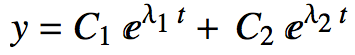 y = C₁ e^{λ₁ t} + C₂ e^{λ₂ t}